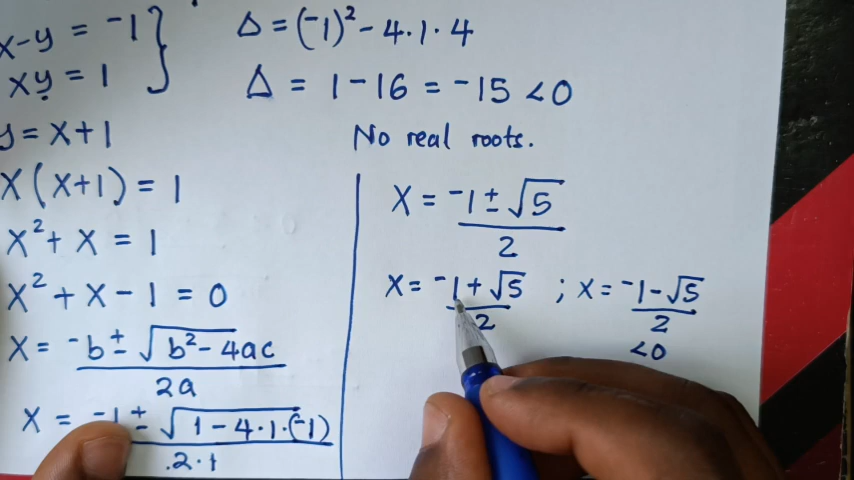 x-y = ⁻1 }
xy = 1
y = x+1
x(x+1) = 1
x² + x = 1
x² + x - 1 = 0
x = ⁻b ± √(b² - 4ac) / 2a
x = ⁻1 ± √(1 - 4·1·(⁻1)) / 2·1
Δ = (⁻1)² - 4·1·4
Δ = 1 - 16 = ⁻15 < 0
No real roots.
x = ⁻1 ± √5 / 2
x = ⁻1 + √5 / 2 ; x = ⁻1 - √5 / 2
<0